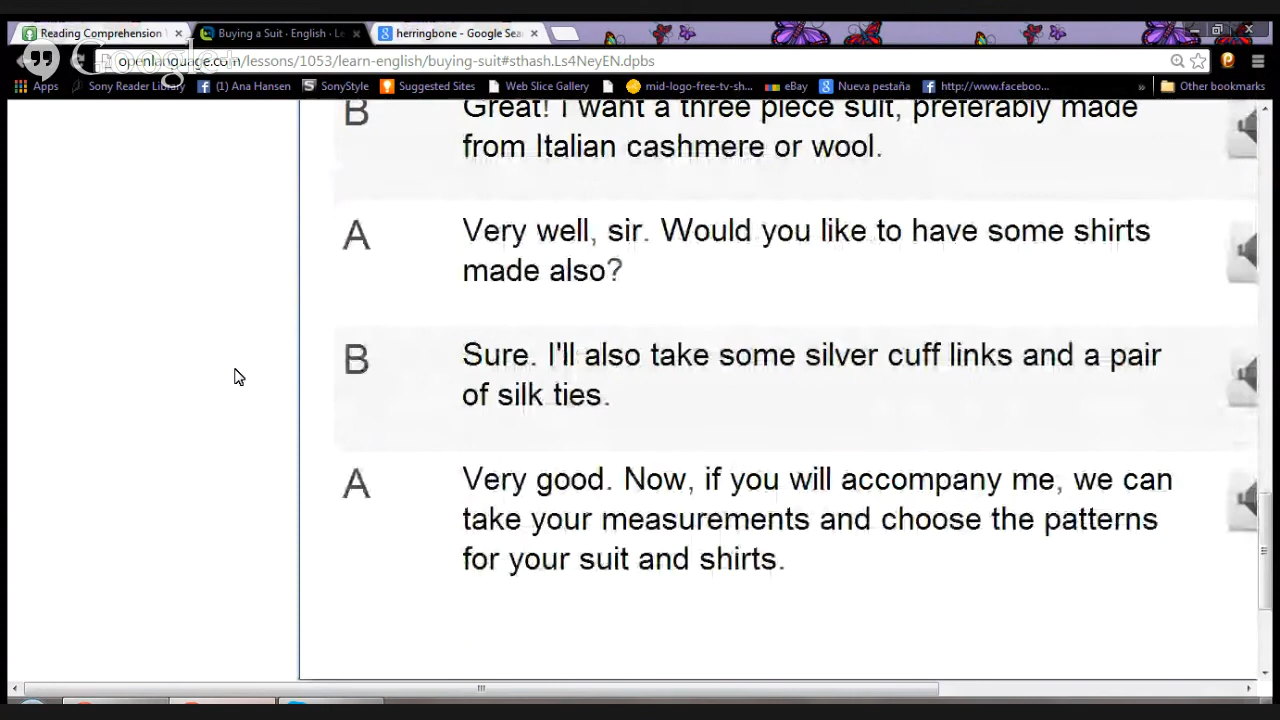 Reading Comprehension
Buying a Suit · English · Le
herringbone - Google Sea
Google+
openlanguage.com/lessons/1053/learn-english/buying-suit#sthash.4NeyEN.dpbs
Apps Sony Reader Library (1) Ana Hansen SonyStyle Suggested Sites Web Slice Gallery mid-logo-free-tv-sh... eBay Nueva pestaña http://www.faceboo... » Other bookmarks
B Great! I want a three piece suit, preferably made
from Italian cashmere or wool.
A Very well, sir. Would you like to have some shirts
made also?
B Sure. I'll also take some silver cuff links and a pair
of silk ties.
A Very good. Now, if you will accompany me, we can
take your measurements and choose the patterns
for your suit and shirts.